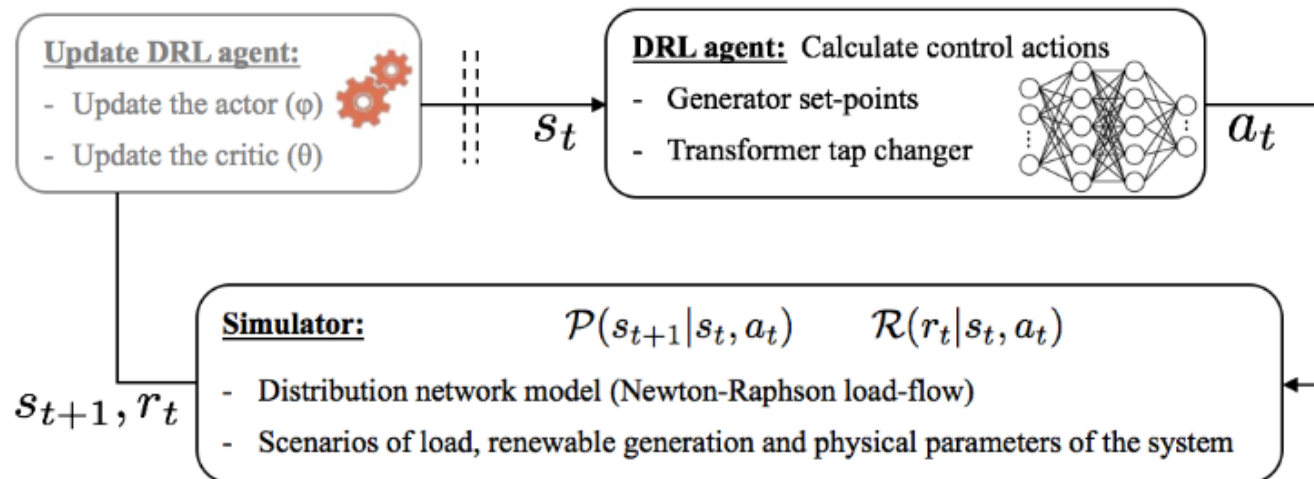 Update DRL agent:
- Update the actor (φ)
- Update the critic (θ)
s_t
DRL agent: Calculate control actions
- Generator set-points
- Transformer tap changer
a_t
Simulator: P(s_{t+1}|s_t, a_t) R(r_t|s_t, a_t)
- Distribution network model (Newton-Raphson load-flow)
- Scenarios of load, renewable generation and physical parameters of the system
s_{t+1}, r_t